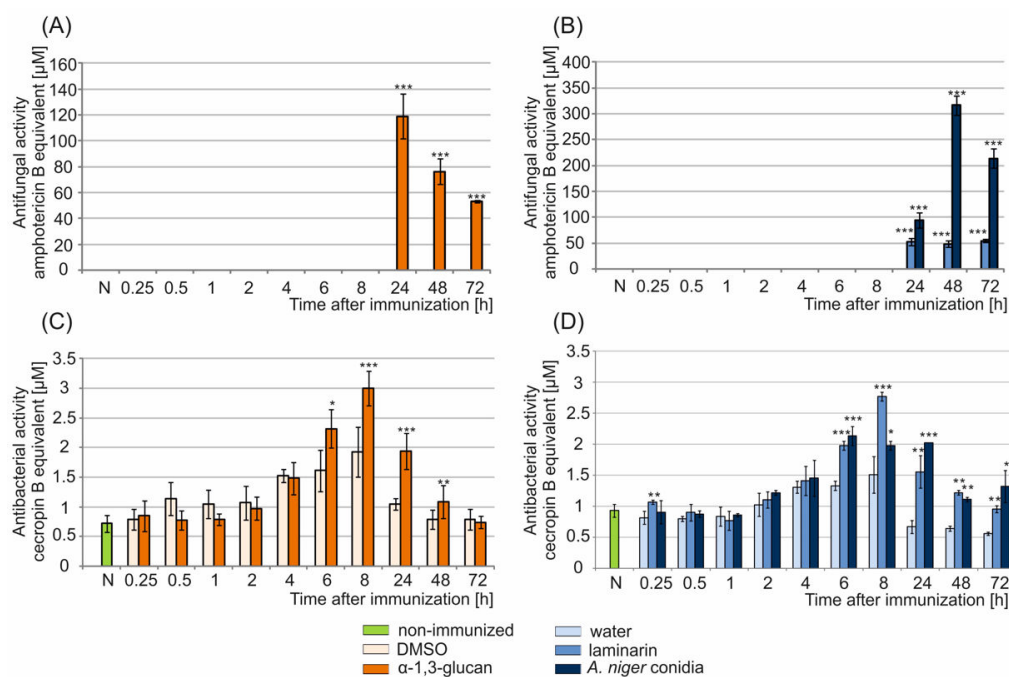 (A)
Antifungal activity
amphotericin B equivalent [µM]
160
140
120
100
80
60
40
20
0
***
***
***
N 0.25 0.5 1 2 4 6 8 24 48 72
Time after immunization [h]
(B)
Antifungal activity
amphotericin B equivalent [µM]
400
350
300
250
200
150
100
50
0
***
***
***
***
***
***
N 0.25 0.5 1 2 4 6 8 24 48 72
Time after immunization [h]
(C)
Antibacterial activity
cecropin B equivalent [µM]
3.5
3
2.5
2
1.5
1
0.5
0
*
***
***
**
N 0.25 0.5 1 2 4 6 8 24 48 72
Time after immunization [h]
(D)
Antibacterial activity
cecropin B equivalent [µM]
3.5
3
2.5
2
1.5
1
0.5
0
**
***
***
***
*
**
***
**
**
**
*
N 0.25 0.5 1 2 4 6 8 24 48 72
Time after immunization [h]
non-immunized
DMSO
α-1,3-glucan
water
laminarin
A. niger conidia